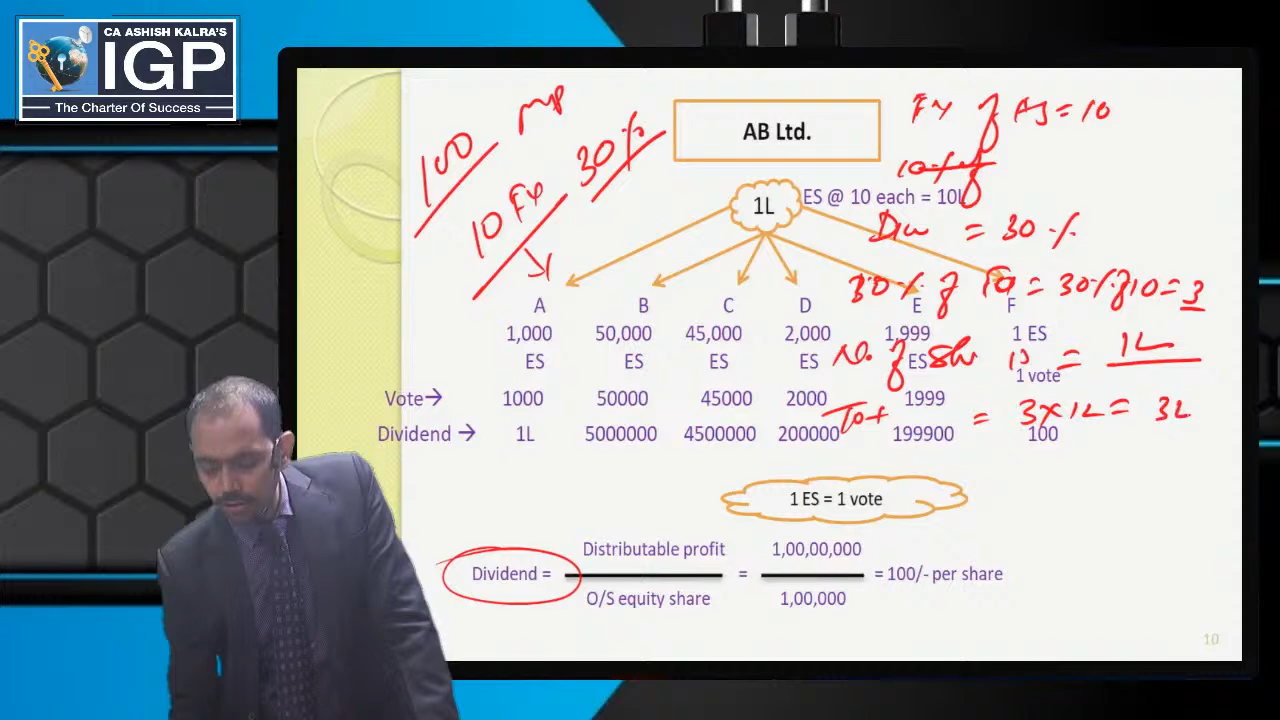 CA ASHISH KALRA'S
IGP
The Charter Of Success
AB Ltd.
1L
ES @ 10 each = 10L
A B C D E F
1,000 50,000 45,000 2,000 1,999 1 ES
ES ES ES ES ES
1 vote
Vote→ 1000 50000 45000 2000 1999
Dividend → 1L 5000000 4500000 200000 199900 100
1 ES = 1 vote
Dividend = Distributable profit = 1,00,00,000 = 100/- per share
O/S equity share 1,00,000
10
100 mp
10 FV 30%
FV of = 10
10% of
Div = 30%
30% of = 30% of 10 = 3
No. of = 1L
Tot = 3x1L = 3L